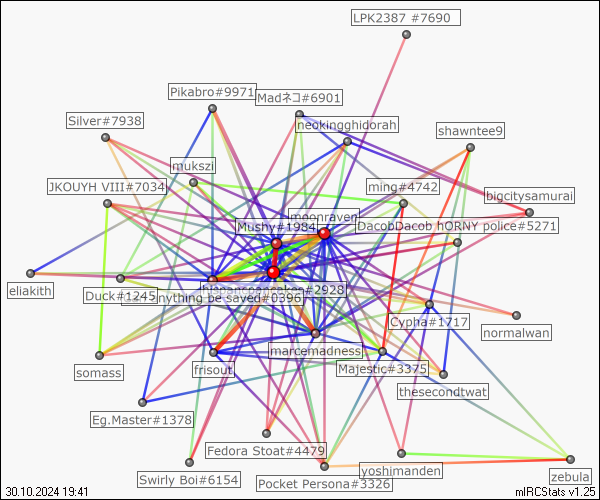 LPK2387 #7690
Pikabro#9971
Madネコ#6901
Silver#7938
neokingghidorah
shawntee9
mukszi
JKOUYH VIII#7034
ming#4742
bigcitysamurai
moonraven
Mushy#1984
DacobDacob hORNY police#5271
eliakith
Duck#1245
nything be saved#0396
#2928
Cypha#1717
normalwan
marcemadness
somass
frisout
Majestic#3375
thesecondtwat
Eg.Master#1378
Fedora Stoat#4479
Swirly Boi#6154
Pocket Persona#3326
yoshimanden
zebula
30.10.2024 19:41
mIRCStats v1.25